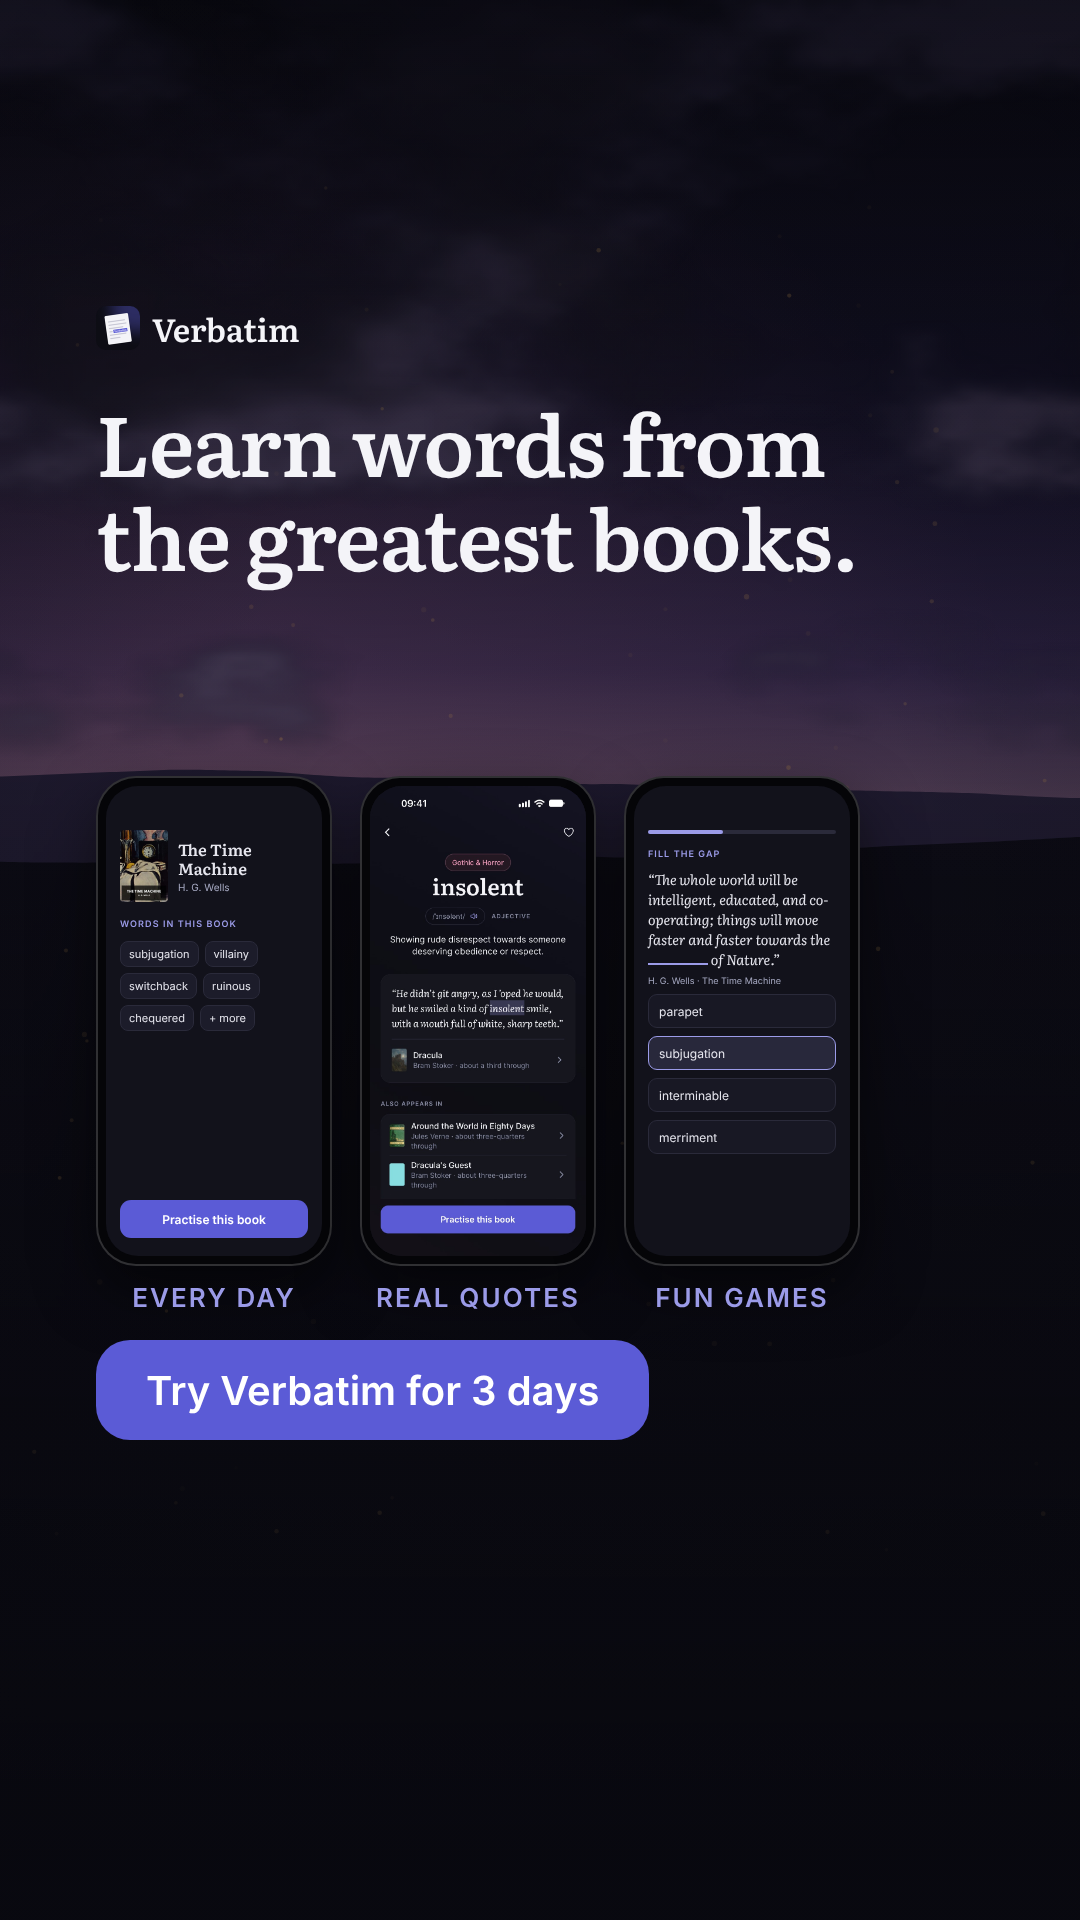 Verbatim
Learn words from
the greatest books.
The Time
Machine
H. G. Wells
THE TIME MACHINE
WORDS IN THIS BOOK
subjugation
villainy
switchback
ruinous
chequered
+ more
Practise this book
09:41
Gothic & Horror
insolent
/ˈɪnsələnt/
ADJECTIVE
Showing rude disrespect towards someone
deserving obedience or respect.
“He didn’t git angry, as I ’oped he would,
but he smiled a kind of insolent smile,
with a mouth full of white, sharp teeth.”
Dracula
Bram Stoker · about a third through
ALSO APPEARS IN
Around the World in Eighty Days
Jules Verne · about three-quarters
through
Dracula's Guest
Bram Stoker · about three-quarters
through
Practise this book
FILL THE GAP
“The whole world will be
intelligent, educated, and co-
operating; things will move
faster and faster towards the
of Nature.”
H. G. Wells · The Time Machine
parapet
subjugation
interminable
merriment
EVERY DAY
REAL QUOTES
FUN GAMES
Try Verbatim for 3 days